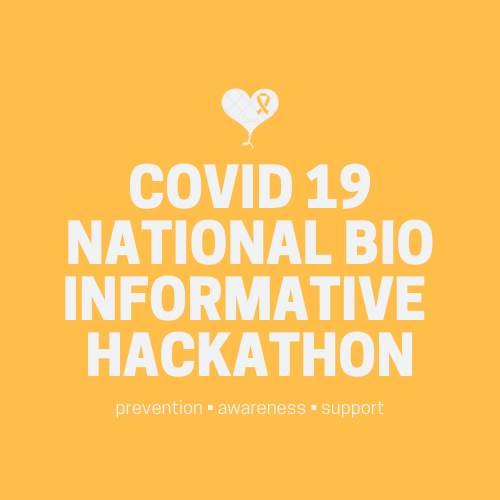 COVID 19
NATIONAL BIO
INFORMATIVE
HACKATHON
prevention ▪ awareness ▪ support